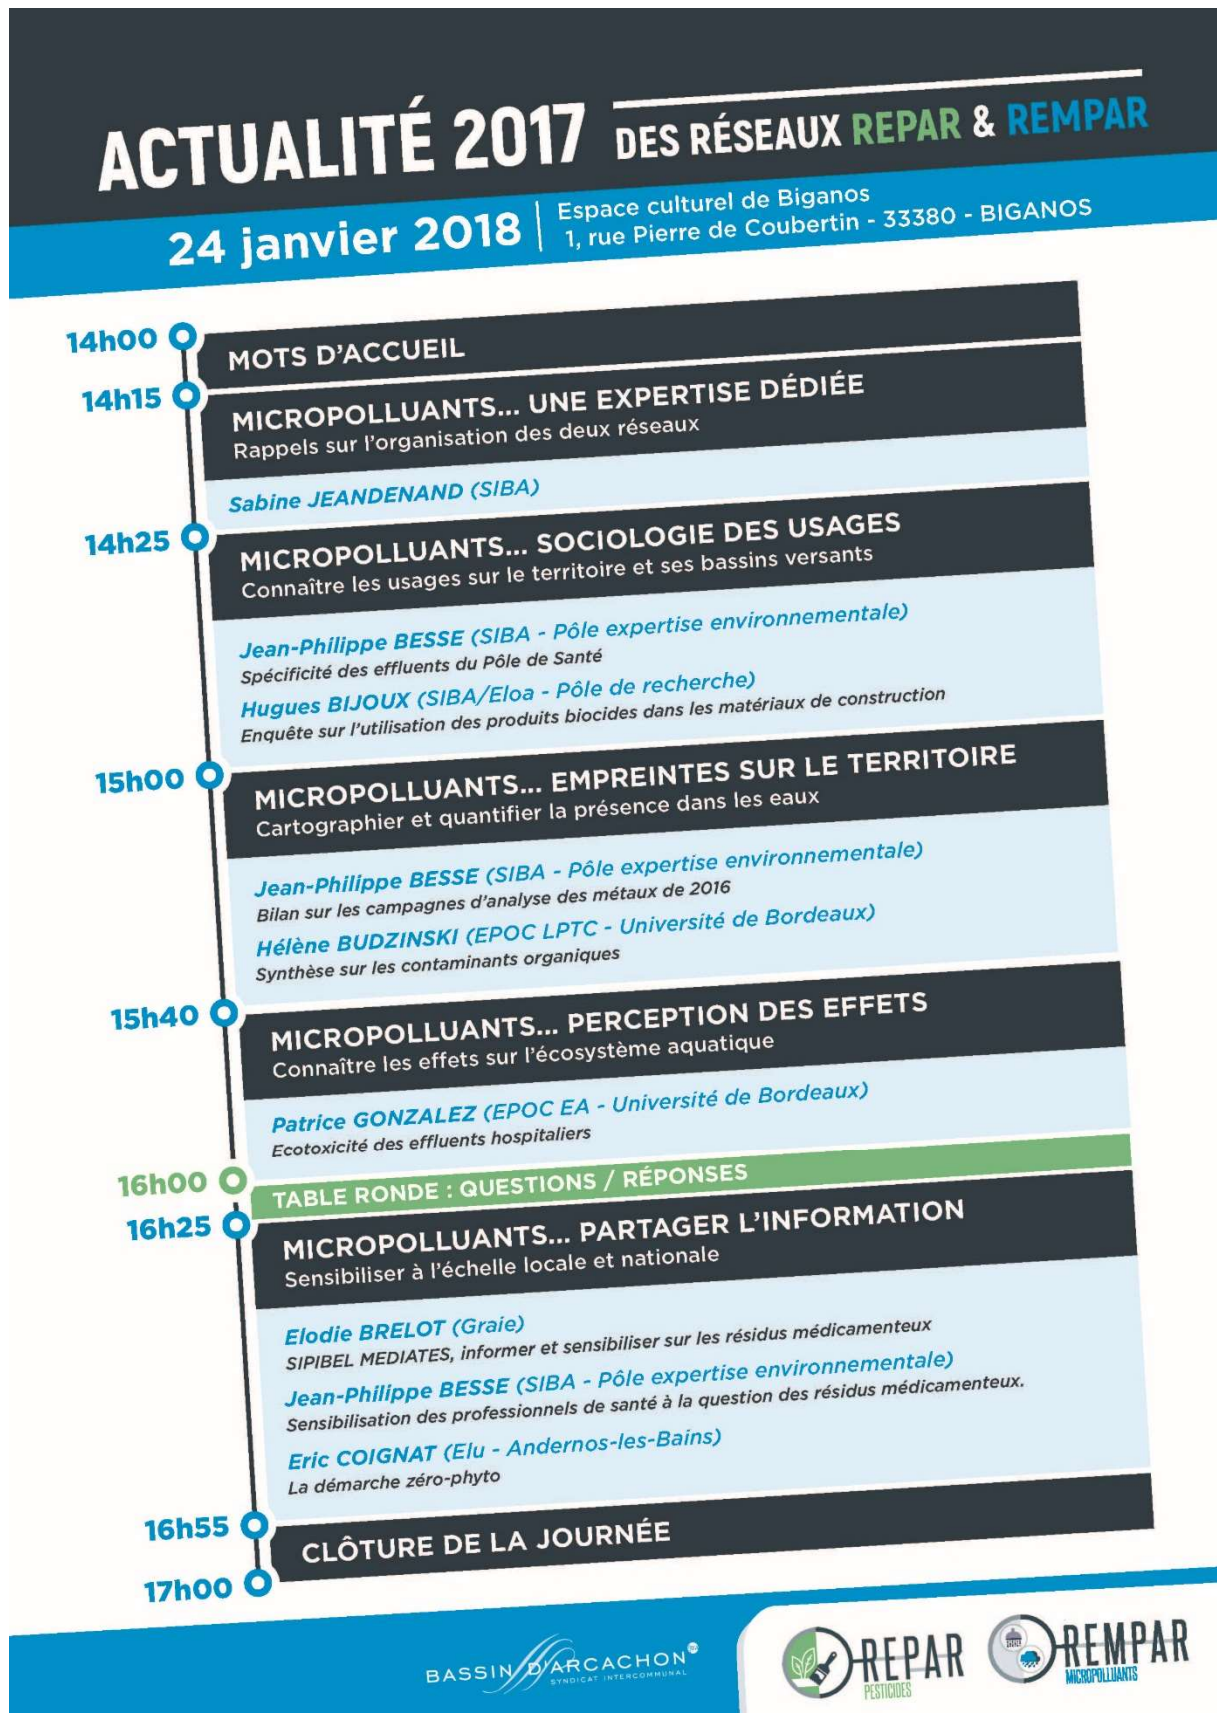 ACTUALITÉ 2017 DES RÉSEAUX REPAR & REMPAR
24 janvier 2018
Espace culturel de Biganos
1, rue Pierre de Coubertin - 33380 - BIGANOS
14h00
MOTS D'ACCUEIL
14h15
MICROPOLLUANTS... UNE EXPERTISE DÉDIÉE
Rappels sur l'organisation des deux réseaux
Sabine JEANDENAND (SIBA)
14h25
MICROPOLLUANTS... SOCIOLOGIE DES USAGES
Connaître les usages sur le territoire et ses bassins versants
Jean-Philippe BESSE (SIBA - Pôle expertise environnementale)
Spécificité des effluents du Pôle de Santé
Hugues BIJOUX (SIBA/Eloa - Pôle de recherche)
Enquête sur l'utilisation des produits biocides dans les matériaux de construction
15h00
MICROPOLLUANTS... EMPREINTES SUR LE TERRITOIRE
Cartographier et quantifier la présence dans les eaux
Jean-Philippe BESSE (SIBA - Pôle expertise environnementale)
Bilan sur les campagnes d'analyse des métaux de 2016
Hélène BUDZINSKI (EPOC LPTC - Université de Bordeaux)
Synthèse sur les contaminants organiques
15h40
MICROPOLLUANTS... PERCEPTION DES EFFETS
Connaître les effets sur l'écosystème aquatique
Patrice GONZALEZ (EPOC EA - Université de Bordeaux)
Ecotoxicité des effluents hospitaliers
16h00
TABLE RONDE : QUESTIONS / RÉPONSES
16h25
MICROPOLLUANTS... PARTAGER L'INFORMATION
Sensibiliser à l'échelle locale et nationale
Elodie BRELOT (Graie)
SIPIBEL MEDIATES, informer et sensibiliser sur les résidus médicamenteux
Jean-Philippe BESSE (SIBA - Pôle expertise environnementale)
Sensibilisation des professionnels de santé à la question des résidus médicamenteux.
Eric COIGNAT (Elu - Andernos-les-Bains)
La démarche zéro-phyto
16h55
CLÔTURE DE LA JOURNÉE
17h00
BASSIN D'ARCACHON
SYNDICAT INTERCOMMUNAL
REPAR
PESTICIDES
REMPAR
MICROPOLLUANTS